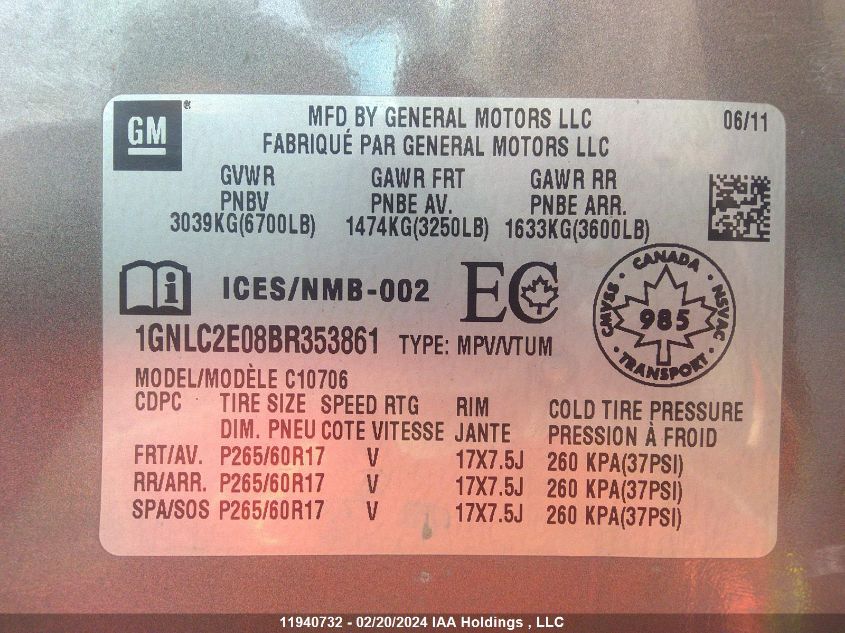 GM ®
MFD BY GENERAL MOTORS LLC 06/11
FABRIQUÉ PAR GENERAL MOTORS LLC
GVWR GAWR FRT GAWR RR
PNBV PNBE AV. PNBE ARR.
3039KG(6700LB) 1474KG(3250LB) 1633KG(3600LB)
ICES/NMB-002 EC
CANADA
CMVSS 985 NSVAC
TRANSPORT
1GNLC2E08BR353861 TYPE: MPV/VTUM
MODEL/MODÈLE C10706
CDPC TIRE SIZE SPEED RTG RIM COLD TIRE PRESSURE
DIM. PNEU COTE VITESSE JANTE PRESSION À FROID
FRT/AV. P265/60R17 V 17X7.5J 260 KPA(37PSI)
RR/ARR. P265/60R17 V 17X7.5J 260 KPA(37PSI)
SPA/SOS P265/60R17 V 17X7.5J 260 KPA(37PSI)
11940732 - 02/20/2024 IAA Holdings , LLC